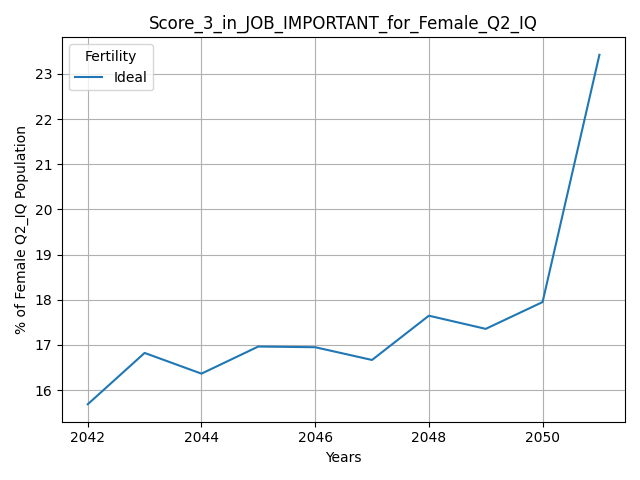 Score_3_in_JOB_IMPORTANT_for_Female_Q2_IQ
Fertility
Ideal
% of Female Q2_IQ Population
23
22
21
20
19
18
17
16
2042
2044
2046
2048
2050
Years